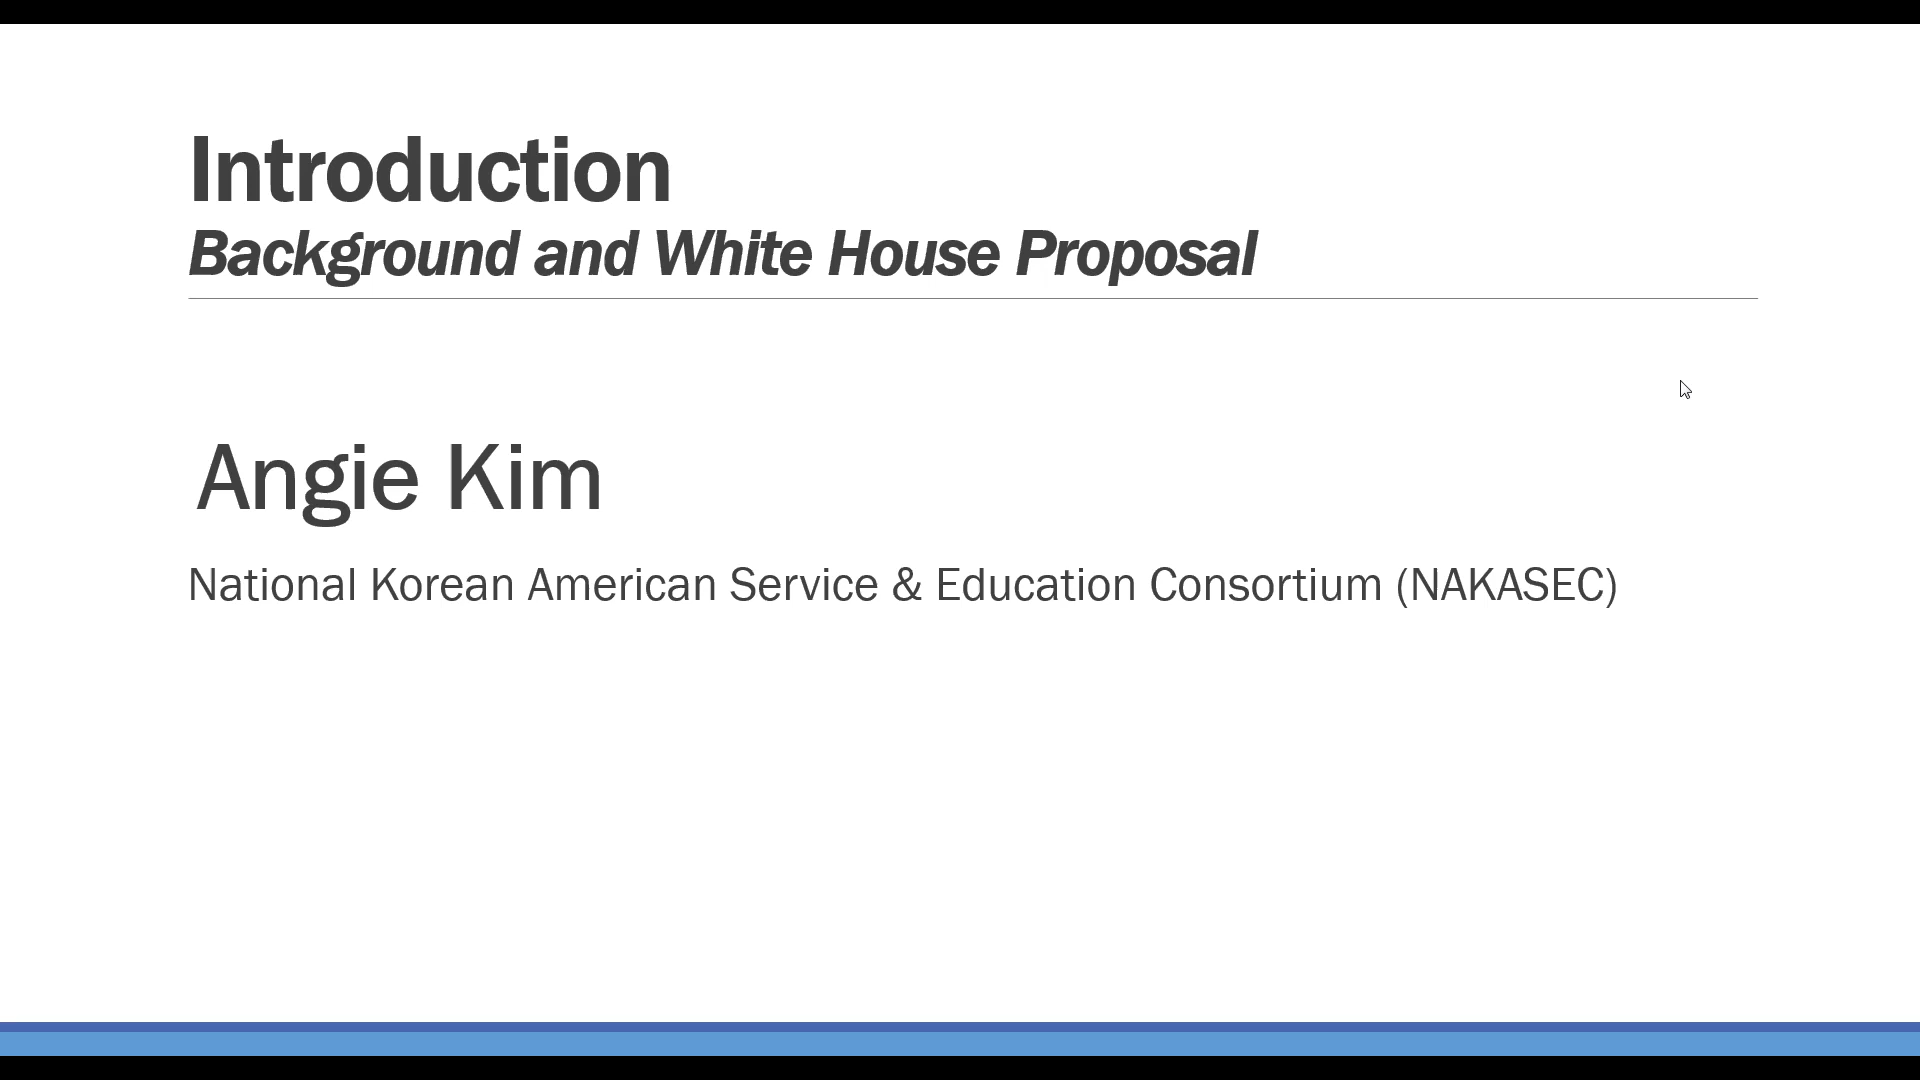 Introduction
Background and White House Proposal
Angie Kim
National Korean American Service & Education Consortium (NAKASEC)